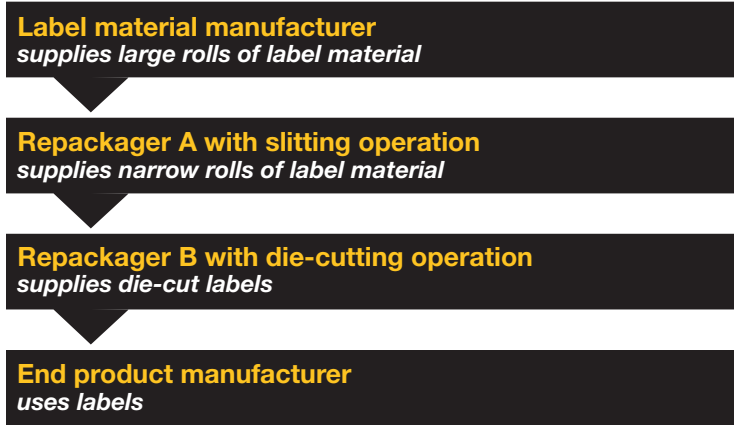 Label material manufacturer
supplies large rolls of label material
Repackager A with slitting operation
supplies narrow rolls of label material
Repackager B with die-cutting operation
supplies die-cut labels
End product manufacturer
uses labels